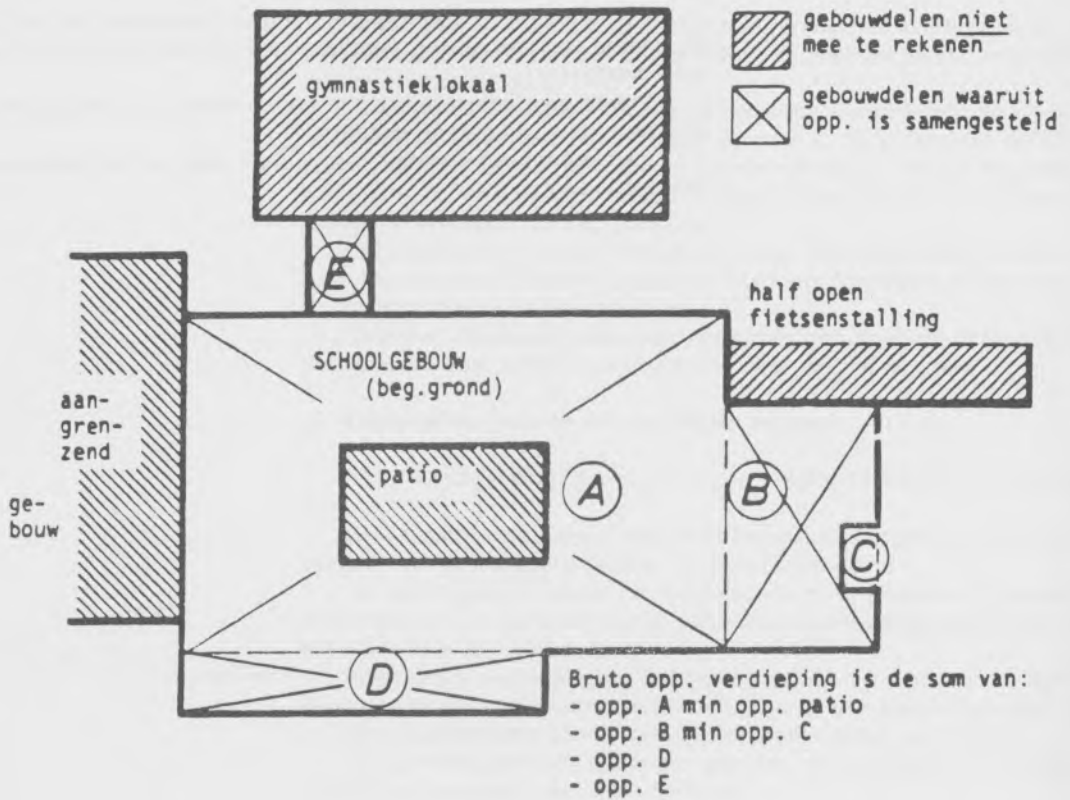 gebouwdelen niet
mee te rekenen
gymnastieklokaal
gebouwdelen waaruit
opp. is samengesteld
E
half open
fietsenstalling
SCHOOLGEBOUW
(beg.grond)
aan-
gren-
zend
ge-
bouw
patio
A
B
C
D
Bruto opp. verdieping is de som van:
- opp. A min opp. patio
- opp. B min opp. C
- opp. D
- opp. E